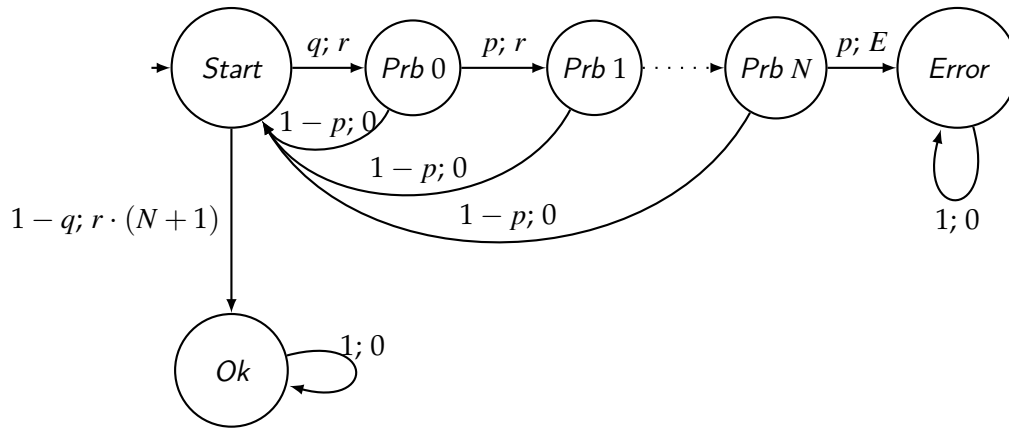 q; r
p; r
p; E
Start
Prb 0
Prb 1
Prb N
Error
1 − p; 0
1 − p; 0
1 − p; 0
1; 0
1 − q; r · (N + 1)
1; 0
Ok